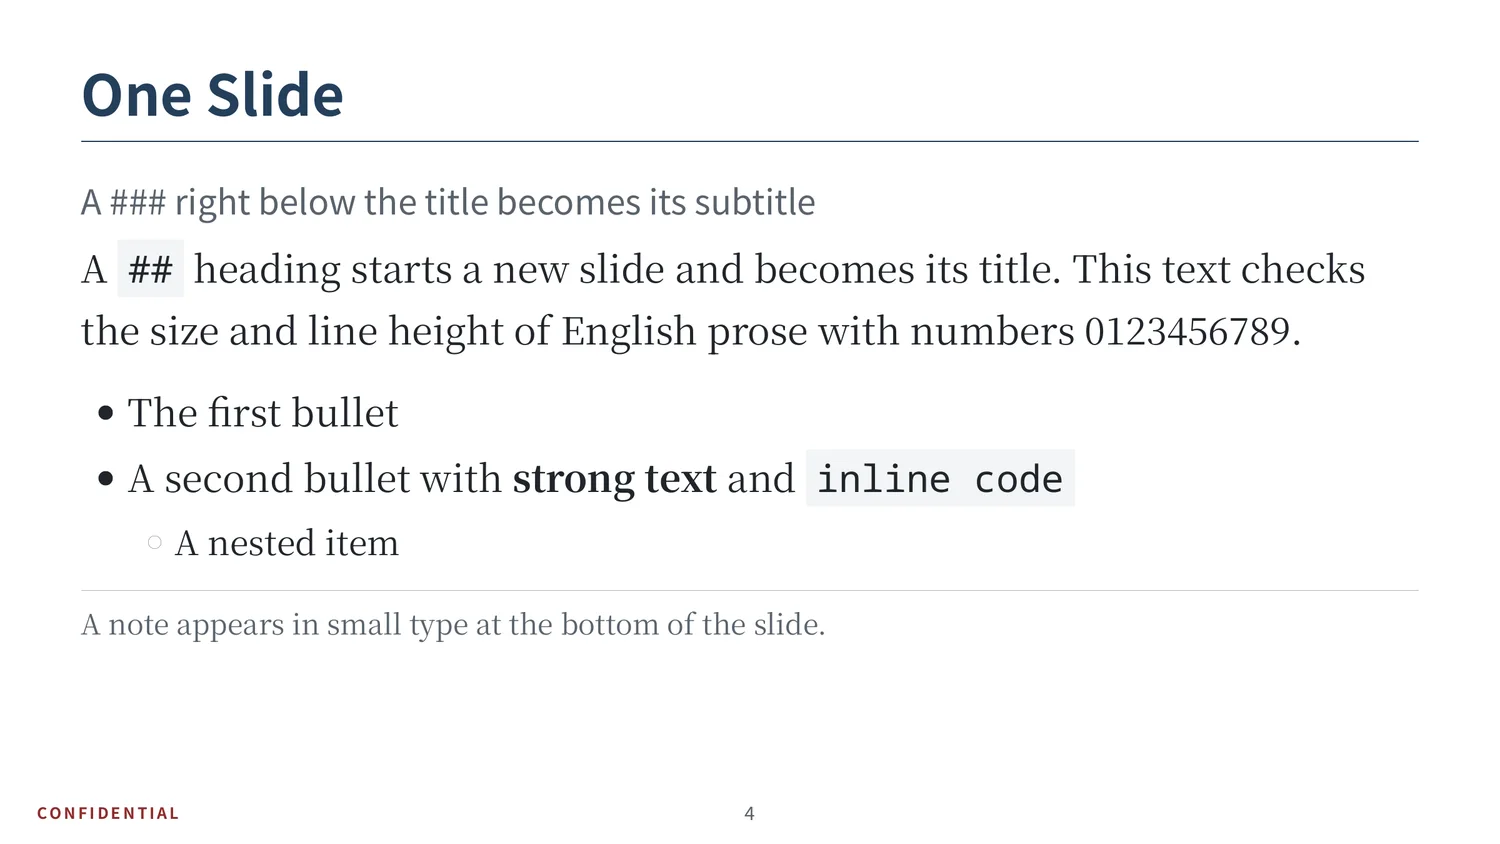 One Slide
A ### right below the title becomes its subtitle
A ## heading starts a new slide and becomes its title. This text checks
the size and line height of English prose with numbers 0123456789.
• The first bullet
• A second bullet with strong text and inline code
○ A nested item
A note appears in small type at the bottom of the slide.
CONFIDENTIAL
4